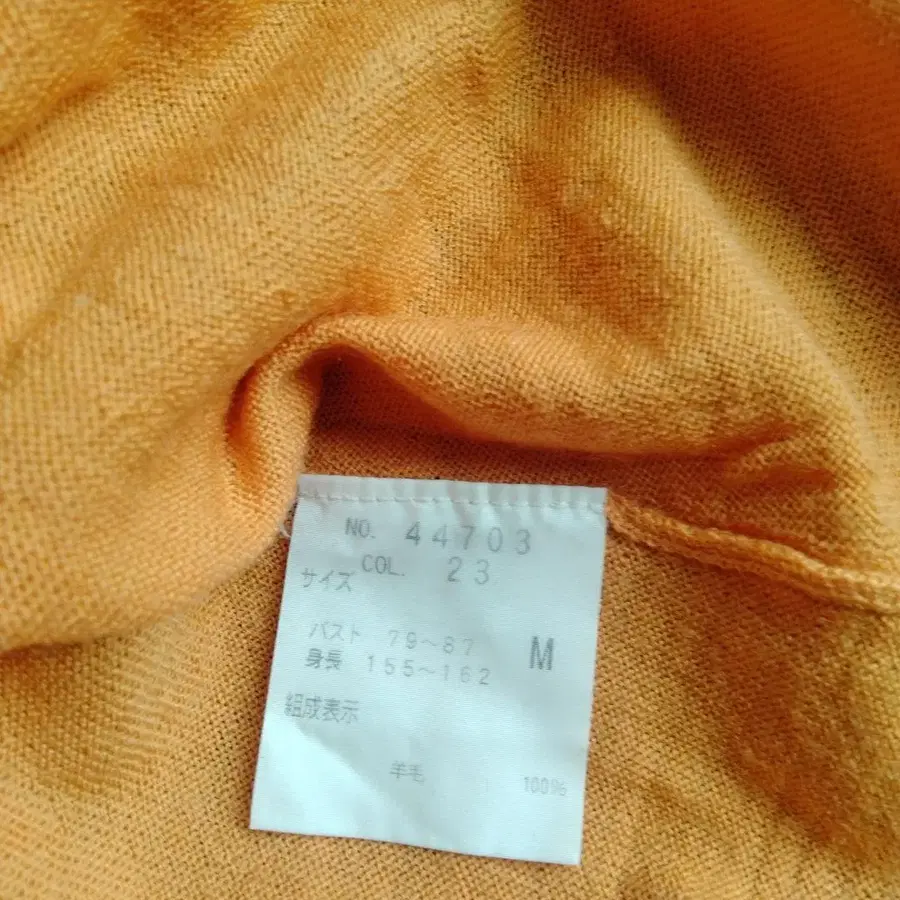 NO. 44703
COL. 23
サイズ
バスト 79～87
身長 155～162
M
組成表示
羊毛 100%